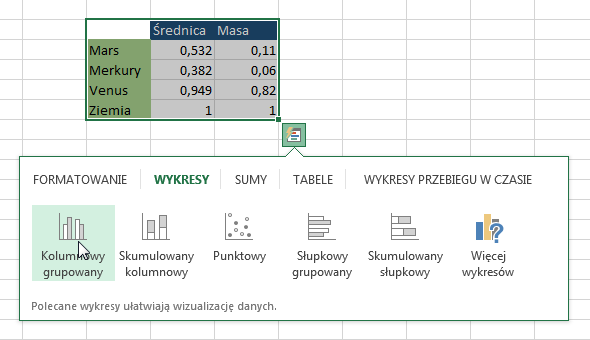 Średnica Masa
Mars 0,532 0,11
Merkury 0,382 0,06
Venus 0,949 0,82
Ziemia 1 1
FORMATOWANIE WYKRESY SUMY TABELE WYKRESY PRZEBIEGU W CZASIE
Kolumnowy grupowany
Skumulowany kolumnowy
Punktowy
Słupkowy grupowany
Skumulowany słupkowy
Więcej wykresów
Polecane wykresy ułatwiają wizualizację danych.